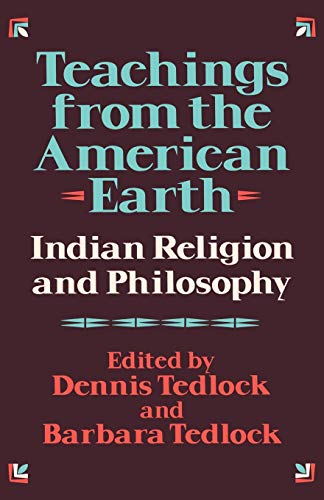 Teachings
from the
American
Earth
Indian Religion
and Philosophy
Edited by
Dennis Tedlock
and
Barbara Tedlock